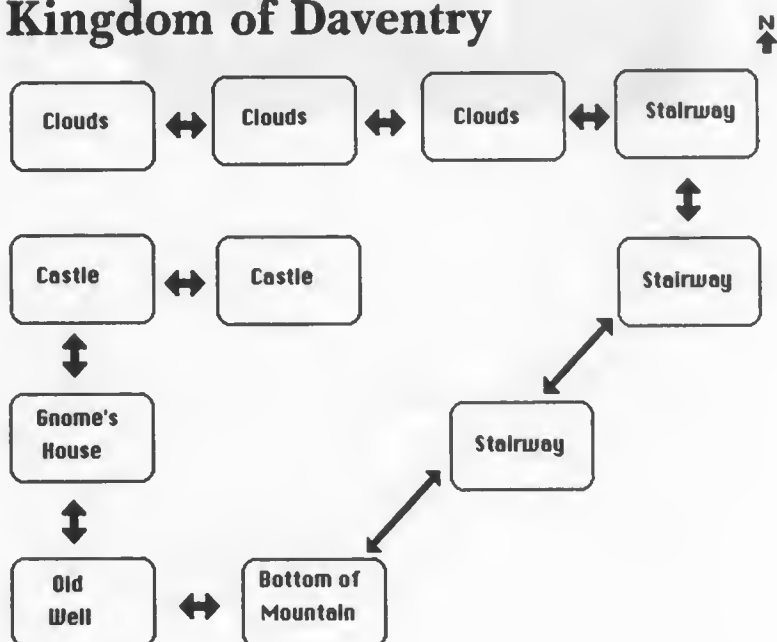 Kingdom of Daventry
N
Clouds
Clouds
Clouds
Stairway
Castle
Castle
Stairway
Gnome's
House
Stairway
Old
Well
Bottom of
Mountain